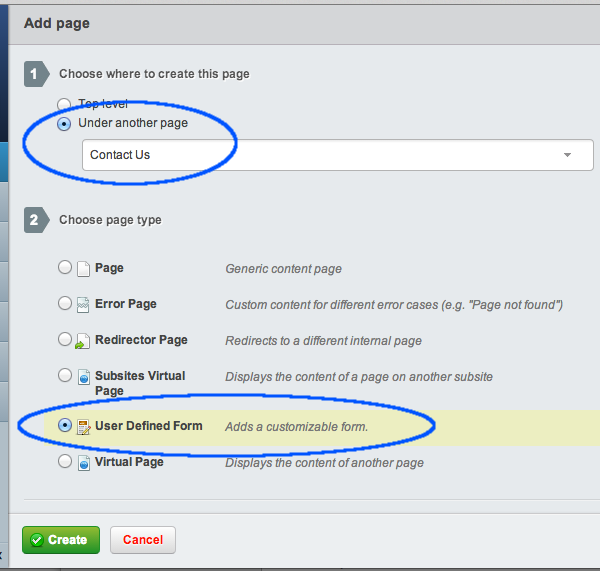 Add page
1 Choose where to create this page
Top level
Under another page
Contact Us
2 Choose page type
Page Generic content page
Error Page Custom content for different error cases (e.g. "Page not found")
Redirector Page Redirects to a different internal page
Subsites Virtual Displays the content of a page on another subsite
Page
User Defined Form Adds a customizable form.
Virtual Page Displays the content of another page
Create Cancel